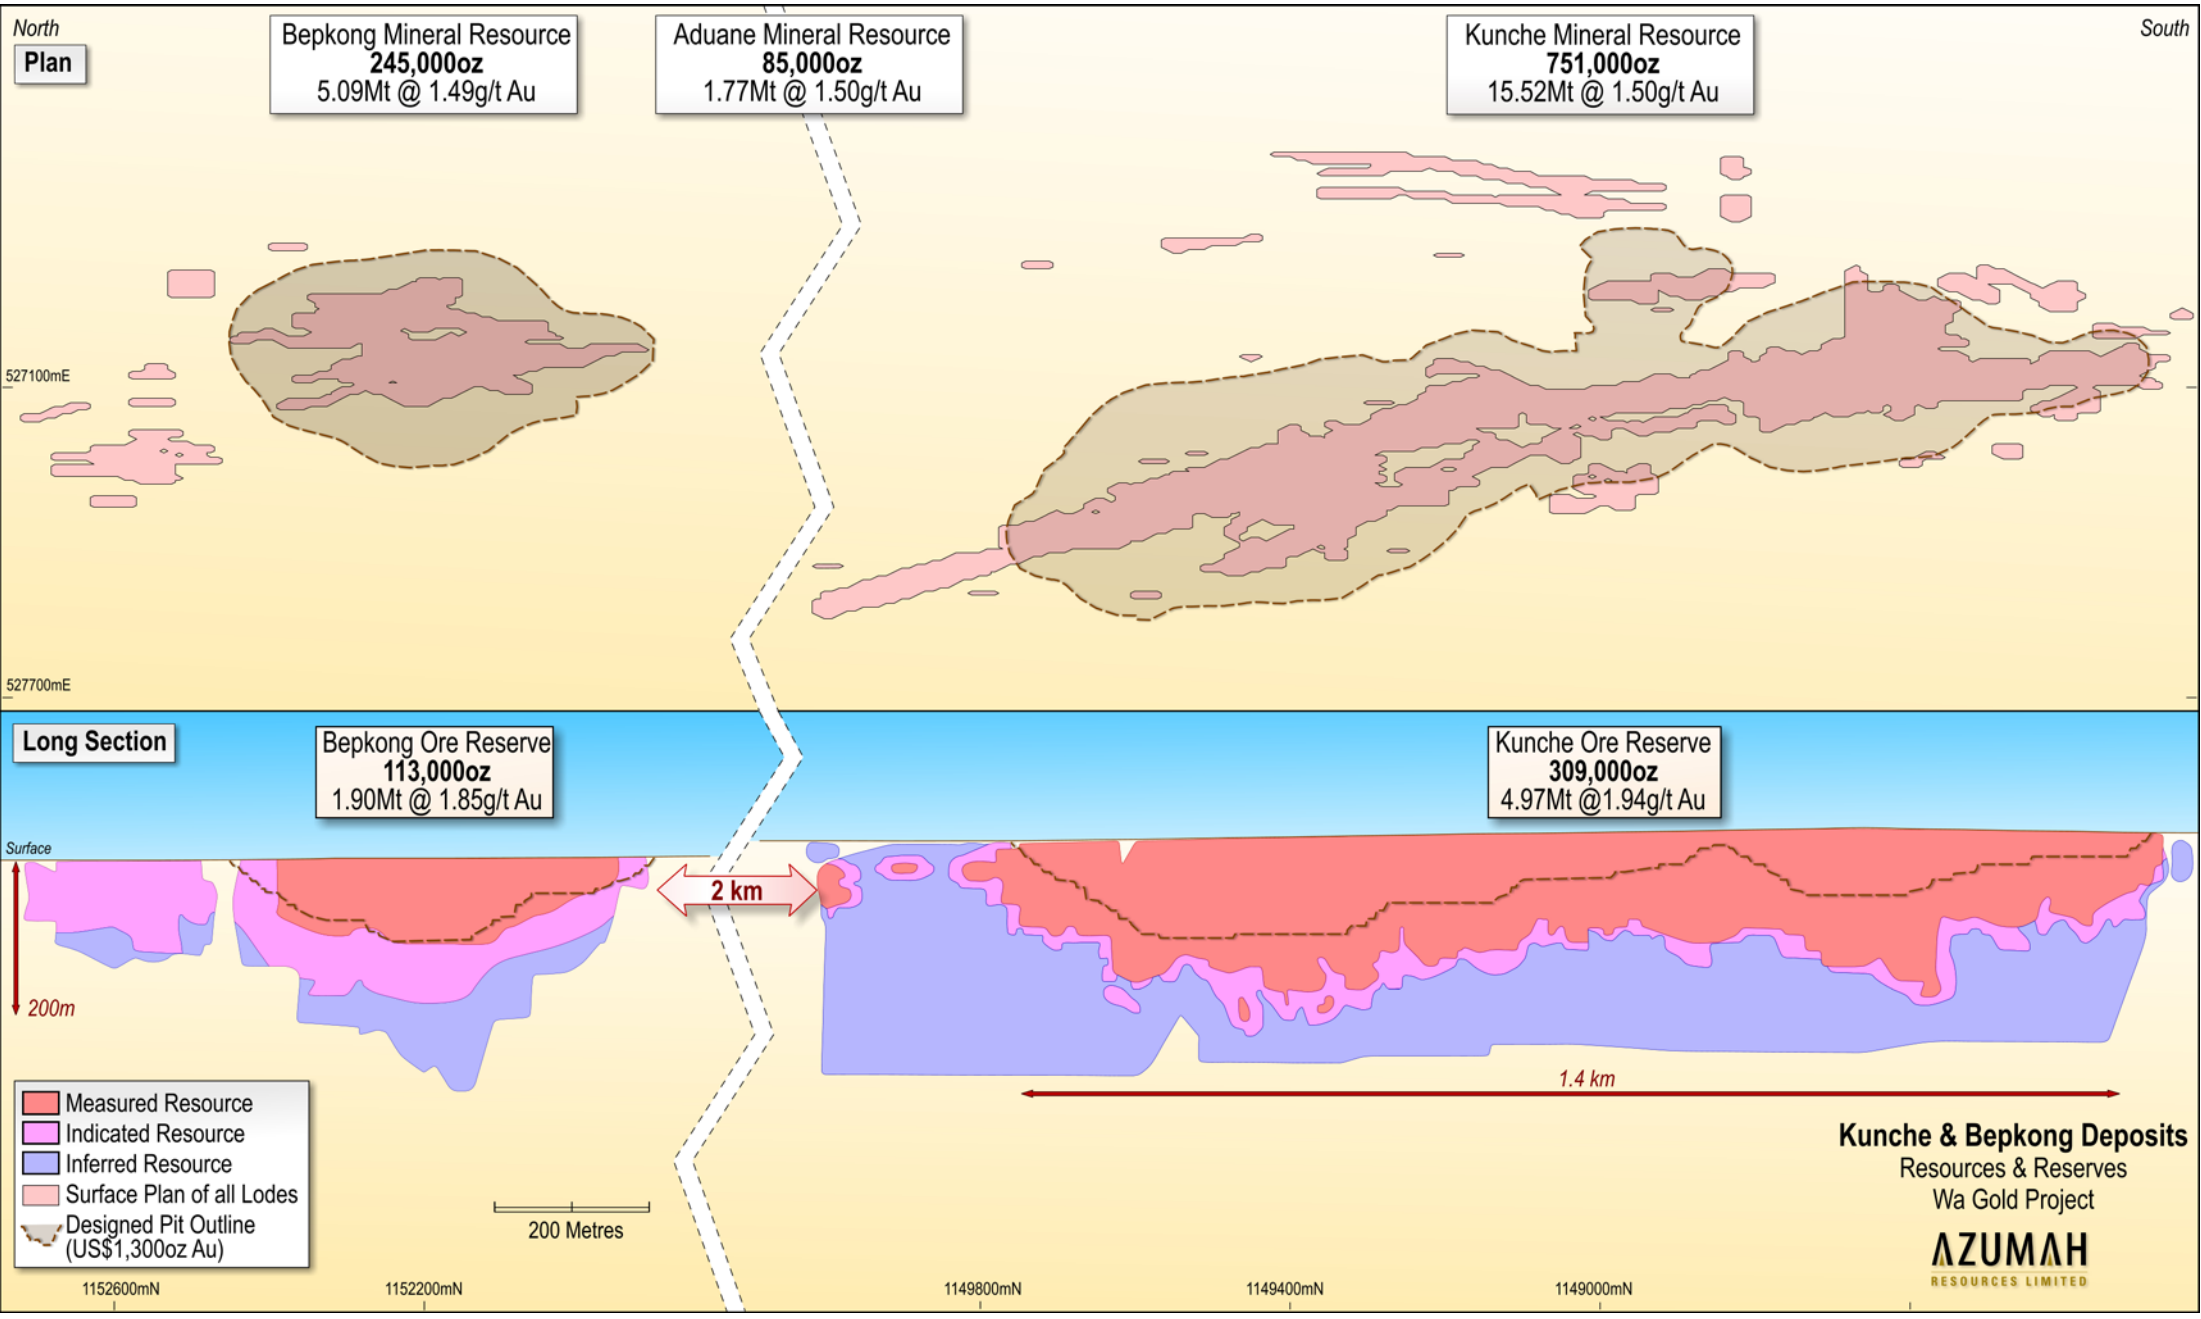 North
Plan
Bepkong Mineral Resource
245,000oz
5.09Mt @ 1.49g/t Au
Aduane Mineral Resource
85,000oz
1.77Mt @ 1.50g/t Au
Kunche Mineral Resource
751,000oz
15.52Mt @ 1.50g/t Au
South
527100mE
527700mE
Long Section
Bepkong Ore Reserve
113,000oz
1.90Mt @ 1.85g/t Au
Kunche Ore Reserve
309,000oz
4.97Mt @1.94g/t Au
Surface
2 km
200m
1.4 km
Measured Resource
Indicated Resource
Inferred Resource
Surface Plan of all Lodes
Designed Pit Outline
(US$1,300oz Au)
200 Metres
Kunche & Bepkong Deposits
Resources & Reserves
Wa Gold Project
AZUMAH
RESOURCES LIMITED
1152600mN
1152200mN
1149800mN
1149400mN
1149000mN